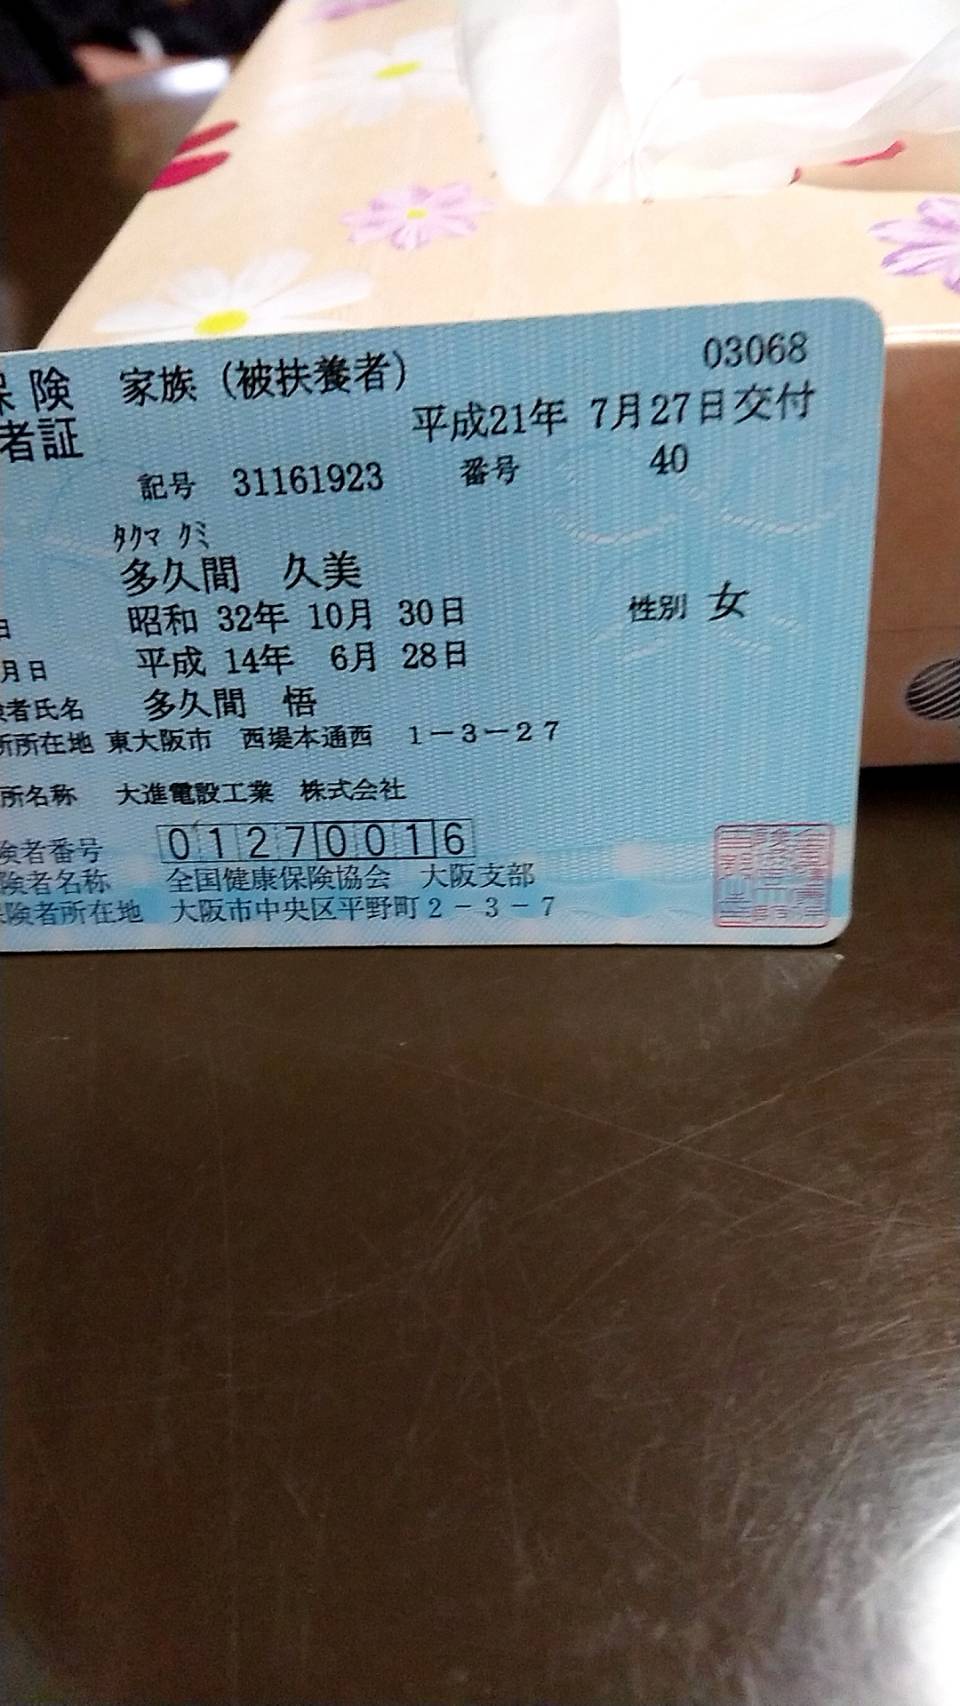 保険 家族（被扶養者） 03068
者証 平成21年 7月27日交付
記号 31161923 番号 40
ﾀｸﾏ ｸﾐ
多久間 久美
日 昭和 32年 10月 30日 性別 女
月日 平成 14年 6月 28日
険者氏名 多久間 悟
所所在地 東大阪市 西堤本通西 1－3－27
所名称 大進電設工業 株式会社
険者番号 01270016
険者名称 全国健康保険協会 大阪支部
険者所在地 大阪市中央区平野町2－3－7